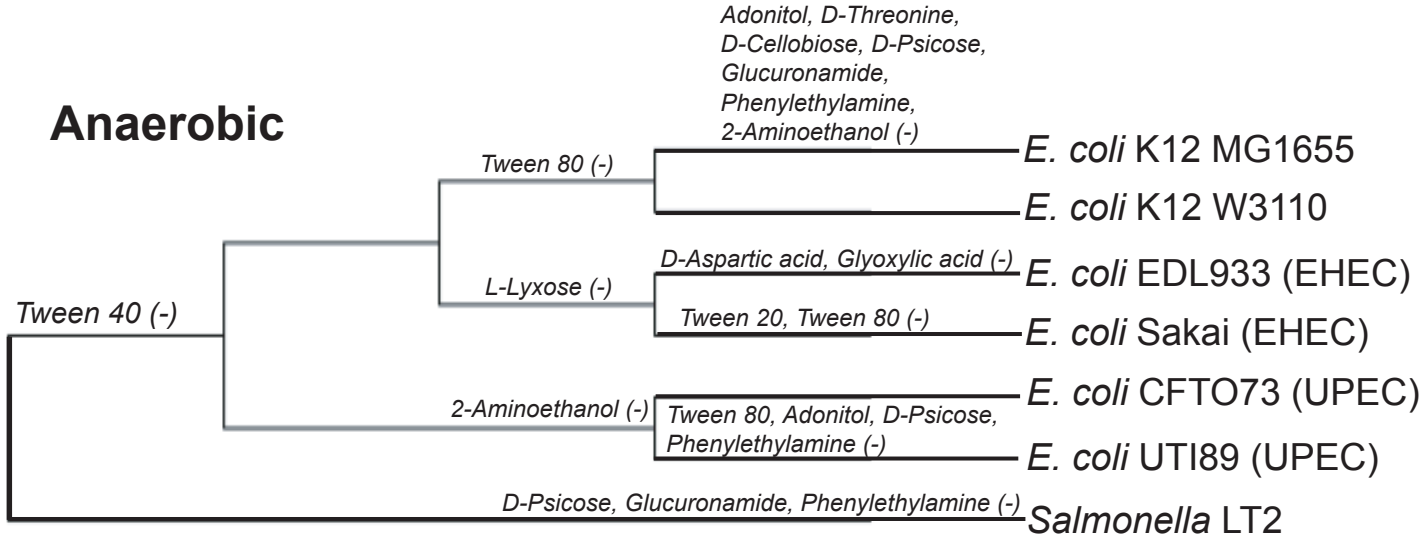 Adonitol, D-Threonine,
D-Cellobiose, D-Psicose,
Glucuronamide,
Phenylethylamine,
2-Aminoethanol (-)
Anaerobic
E. coli K12 MG1655
Tween 80 (-)
E. coli K12 W3110
D-Aspartic acid, Glyoxylic acid (-)
E. coli EDL933 (EHEC)
L-Lyxose (-)
Tween 40 (-)
Tween 20, Tween 80 (-)
E. coli Sakai (EHEC)
E. coli CFTO73 (UPEC)
2-Aminoethanol (-)
Tween 80, Adonitol, D-Psicose,
Phenylethylamine (-)
E. coli UTI89 (UPEC)
D-Psicose, Glucuronamide, Phenylethylamine (-)
Salmonella LT2